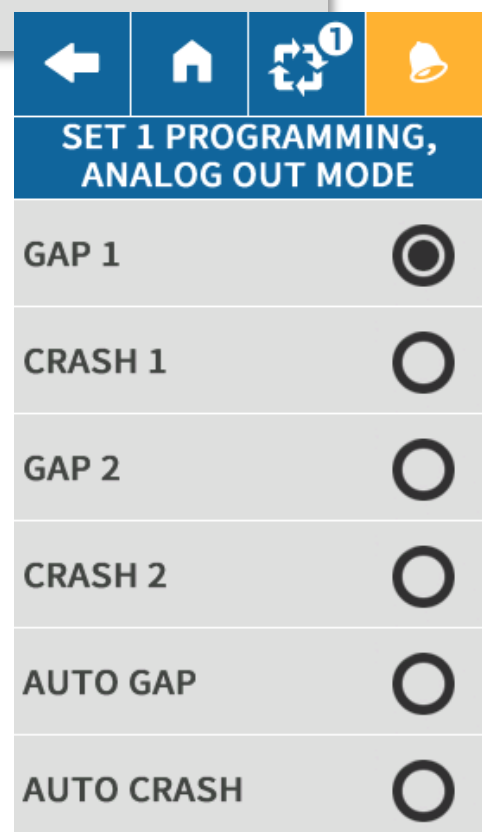 1
SET 1 PROGRAMMING,
ANALOG OUT MODE
GAP 1
CRASH 1
GAP 2
CRASH 2
AUTO GAP
AUTO CRASH